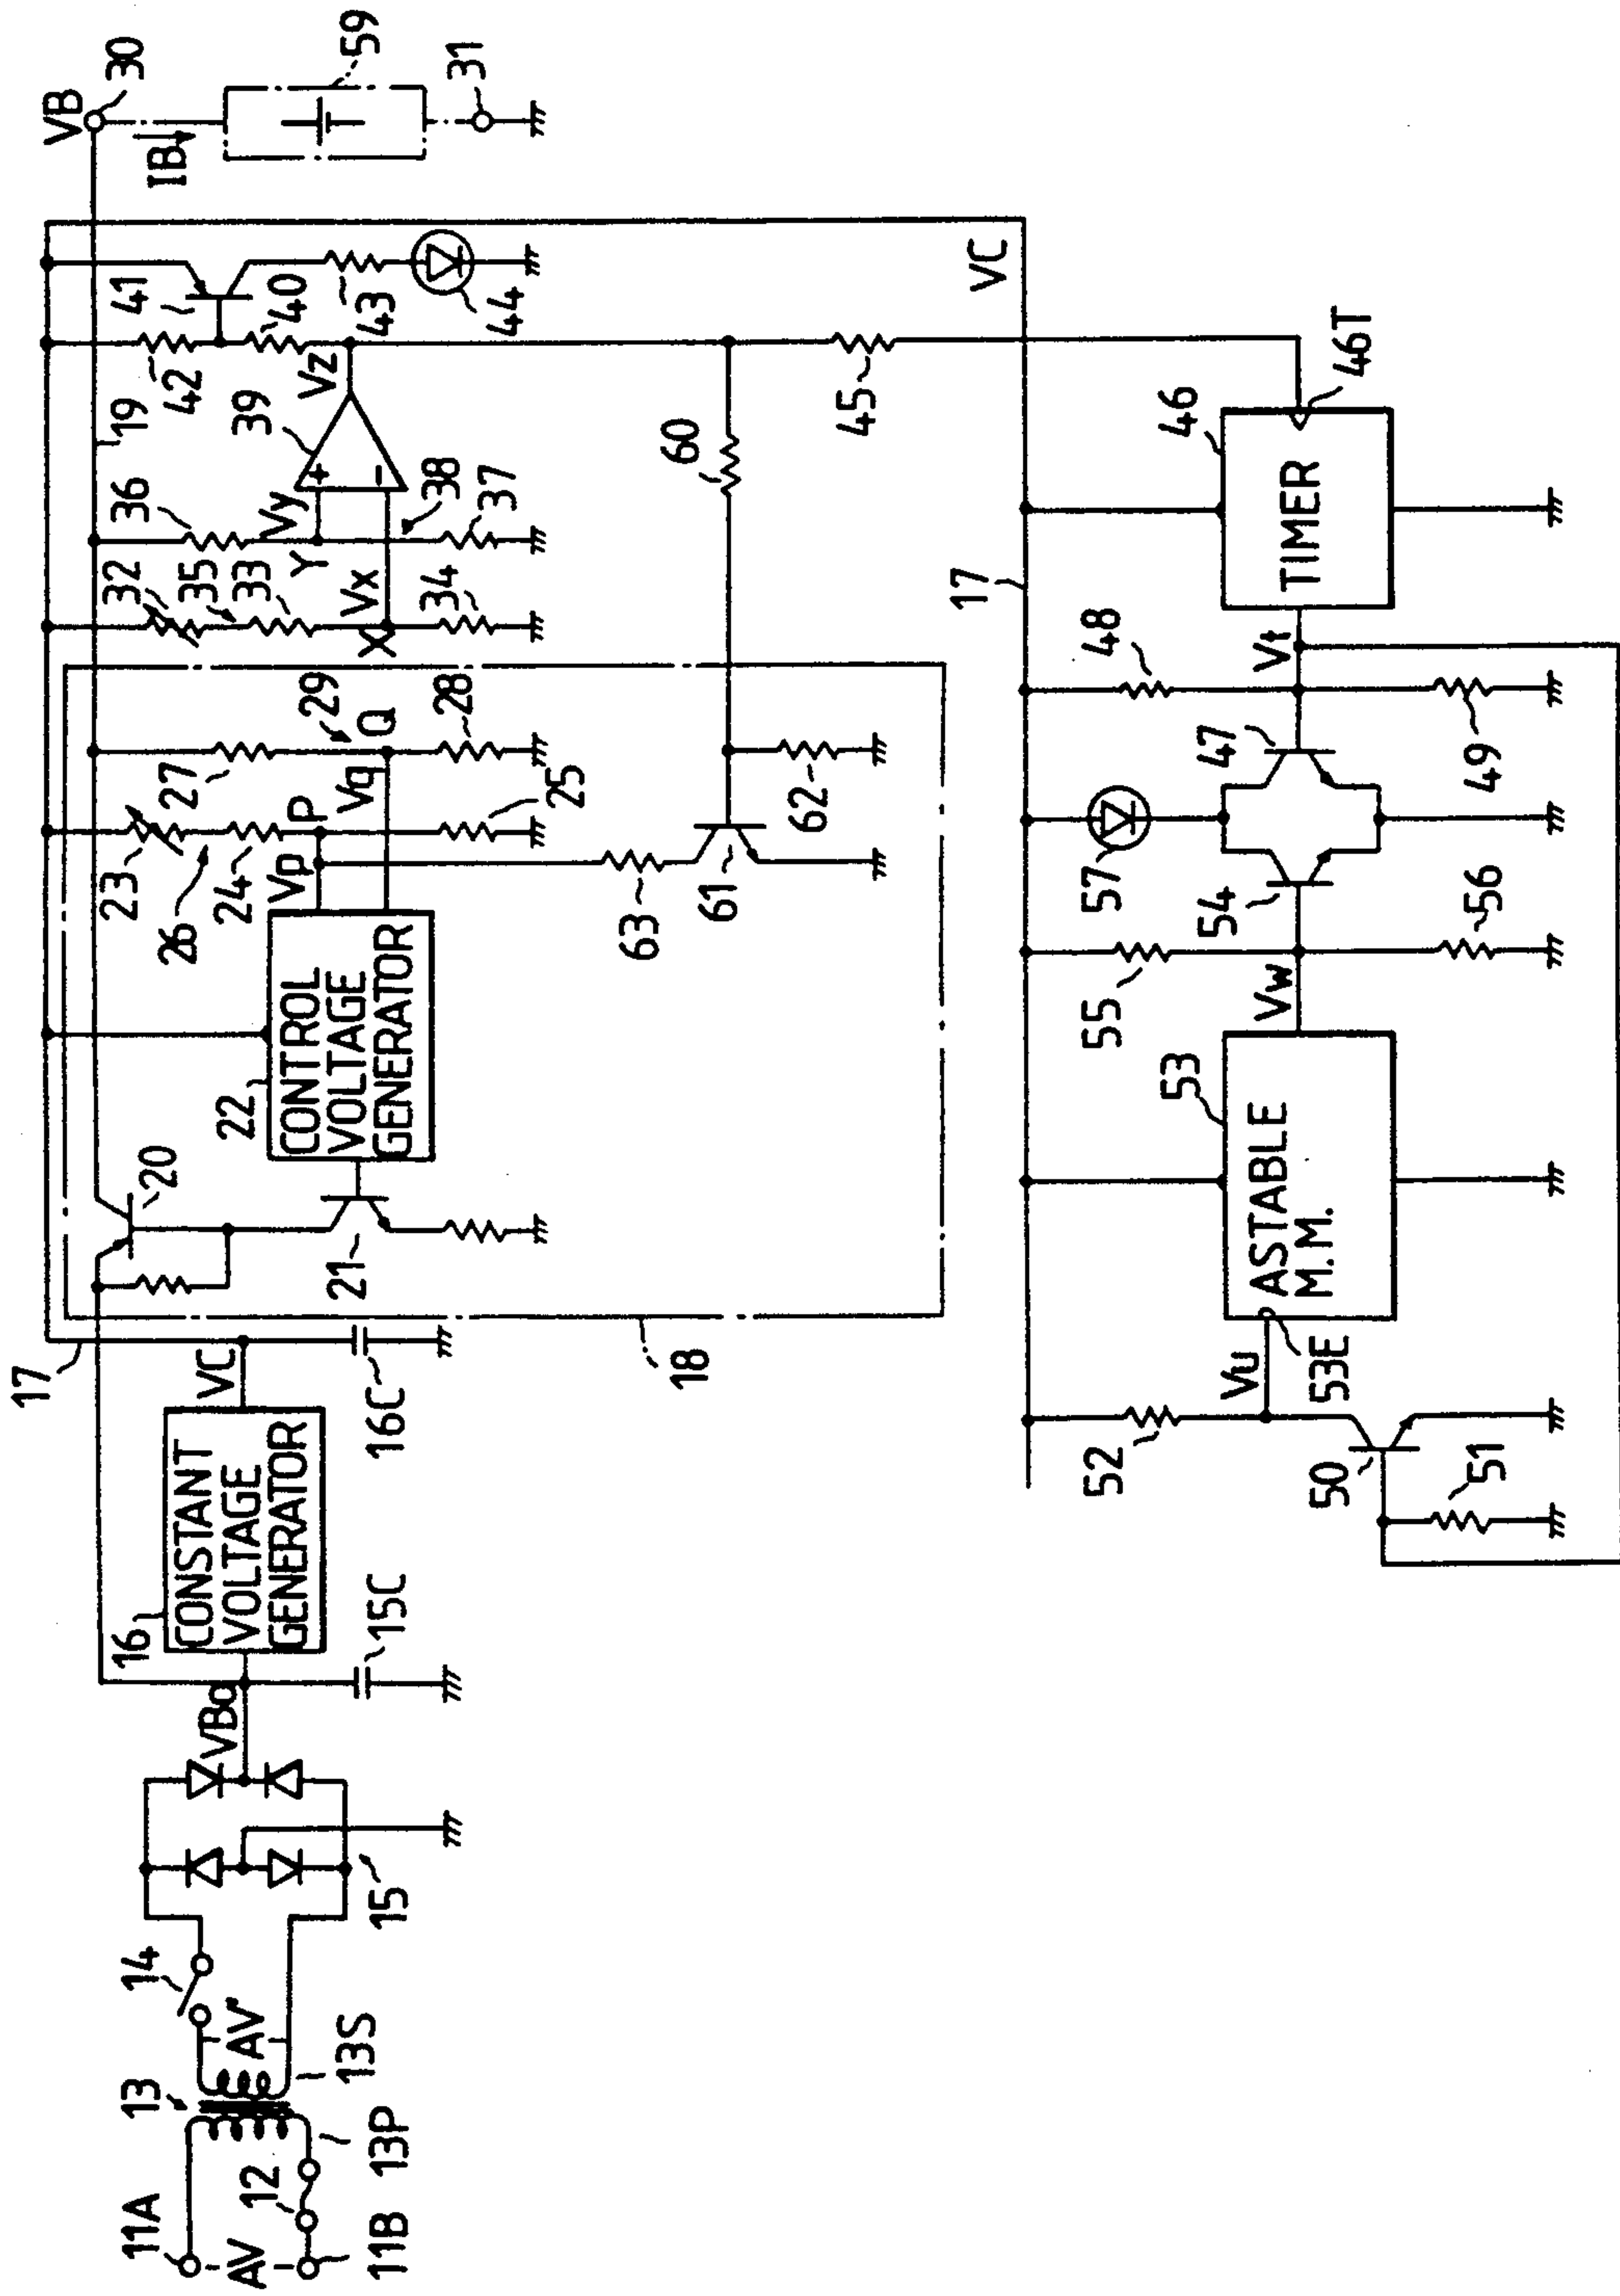 11A
AV
11B
12
13
13P
13S
AV'
14
15
VBo
15C
16
CONSTANT
VOLTAGE
GENERATOR
VC
16C
17
18
19
20
21
22
CONTROL
VOLTAGE
GENERATOR
23
24
25
26
27
28
29
P
Vp
Q
Vq
VB
30
IB
59
31
32
33
34
35
X
Vx
36
37
38
Y
Vy
39
Vz
40
41
42
43
44
45
60
61
62
63
17
VC
46
TIMER
46T
Vt
47
48
49
57
54
55
56
Vw
53
ASTABLE
M.M.
53E
Vu
52
50
51